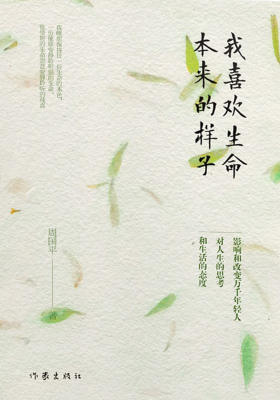 我喜欢生命
本来的样子
影响和改变万千年轻人
对人生的思考
和生活的态度
周国平
著
作家出版社